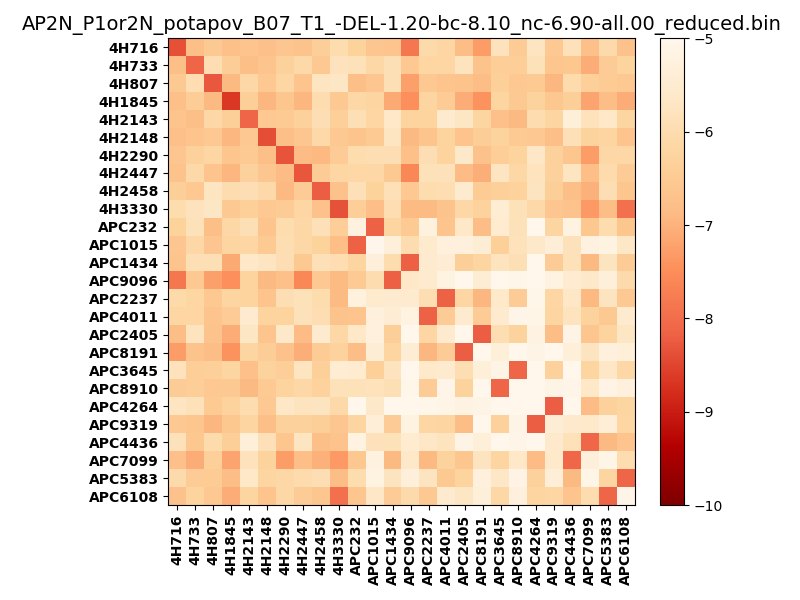 AP2N_P1or2N_potapov_B07_T1_-DEL-1.20-bc-8.10_nc-6.90-all.00_reduced.bin
4H716
4H733
4H807
4H1845
4H2143
4H2148
4H2290
4H2447
4H2458
4H3330
APC232
APC1015
APC1434
APC9096
APC2237
APC4011
APC2405
APC8191
APC3645
APC8910
APC4264
APC9319
APC4436
APC7099
APC5383
APC6108
4H716
4H733
4H807
4H1845
4H2143
4H2148
4H2290
4H2447
4H2458
4H3330
APC232
APC1015
APC1434
APC9096
APC2237
APC4011
APC2405
APC8191
APC3645
APC8910
APC4264
APC9319
APC4436
APC7099
APC5383
APC6108
−5
−6
−7
−8
−9
−10